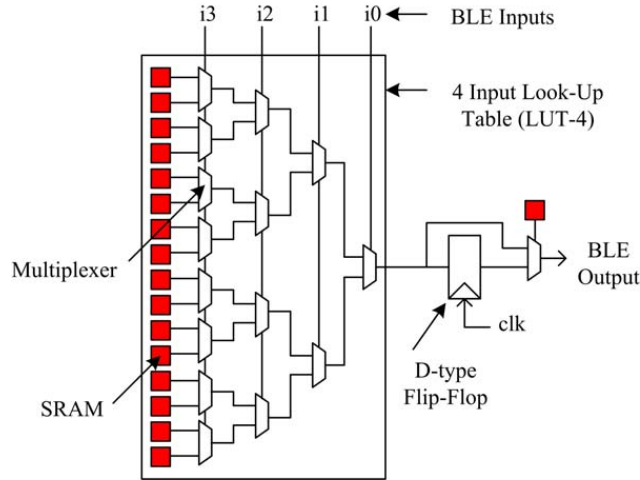 i3 i2 i1 i0 BLE Inputs
4 Input Look-Up
Table (LUT-4)
Multiplexer
BLE
Output
clk
SRAM
D-type
Flip-Flop